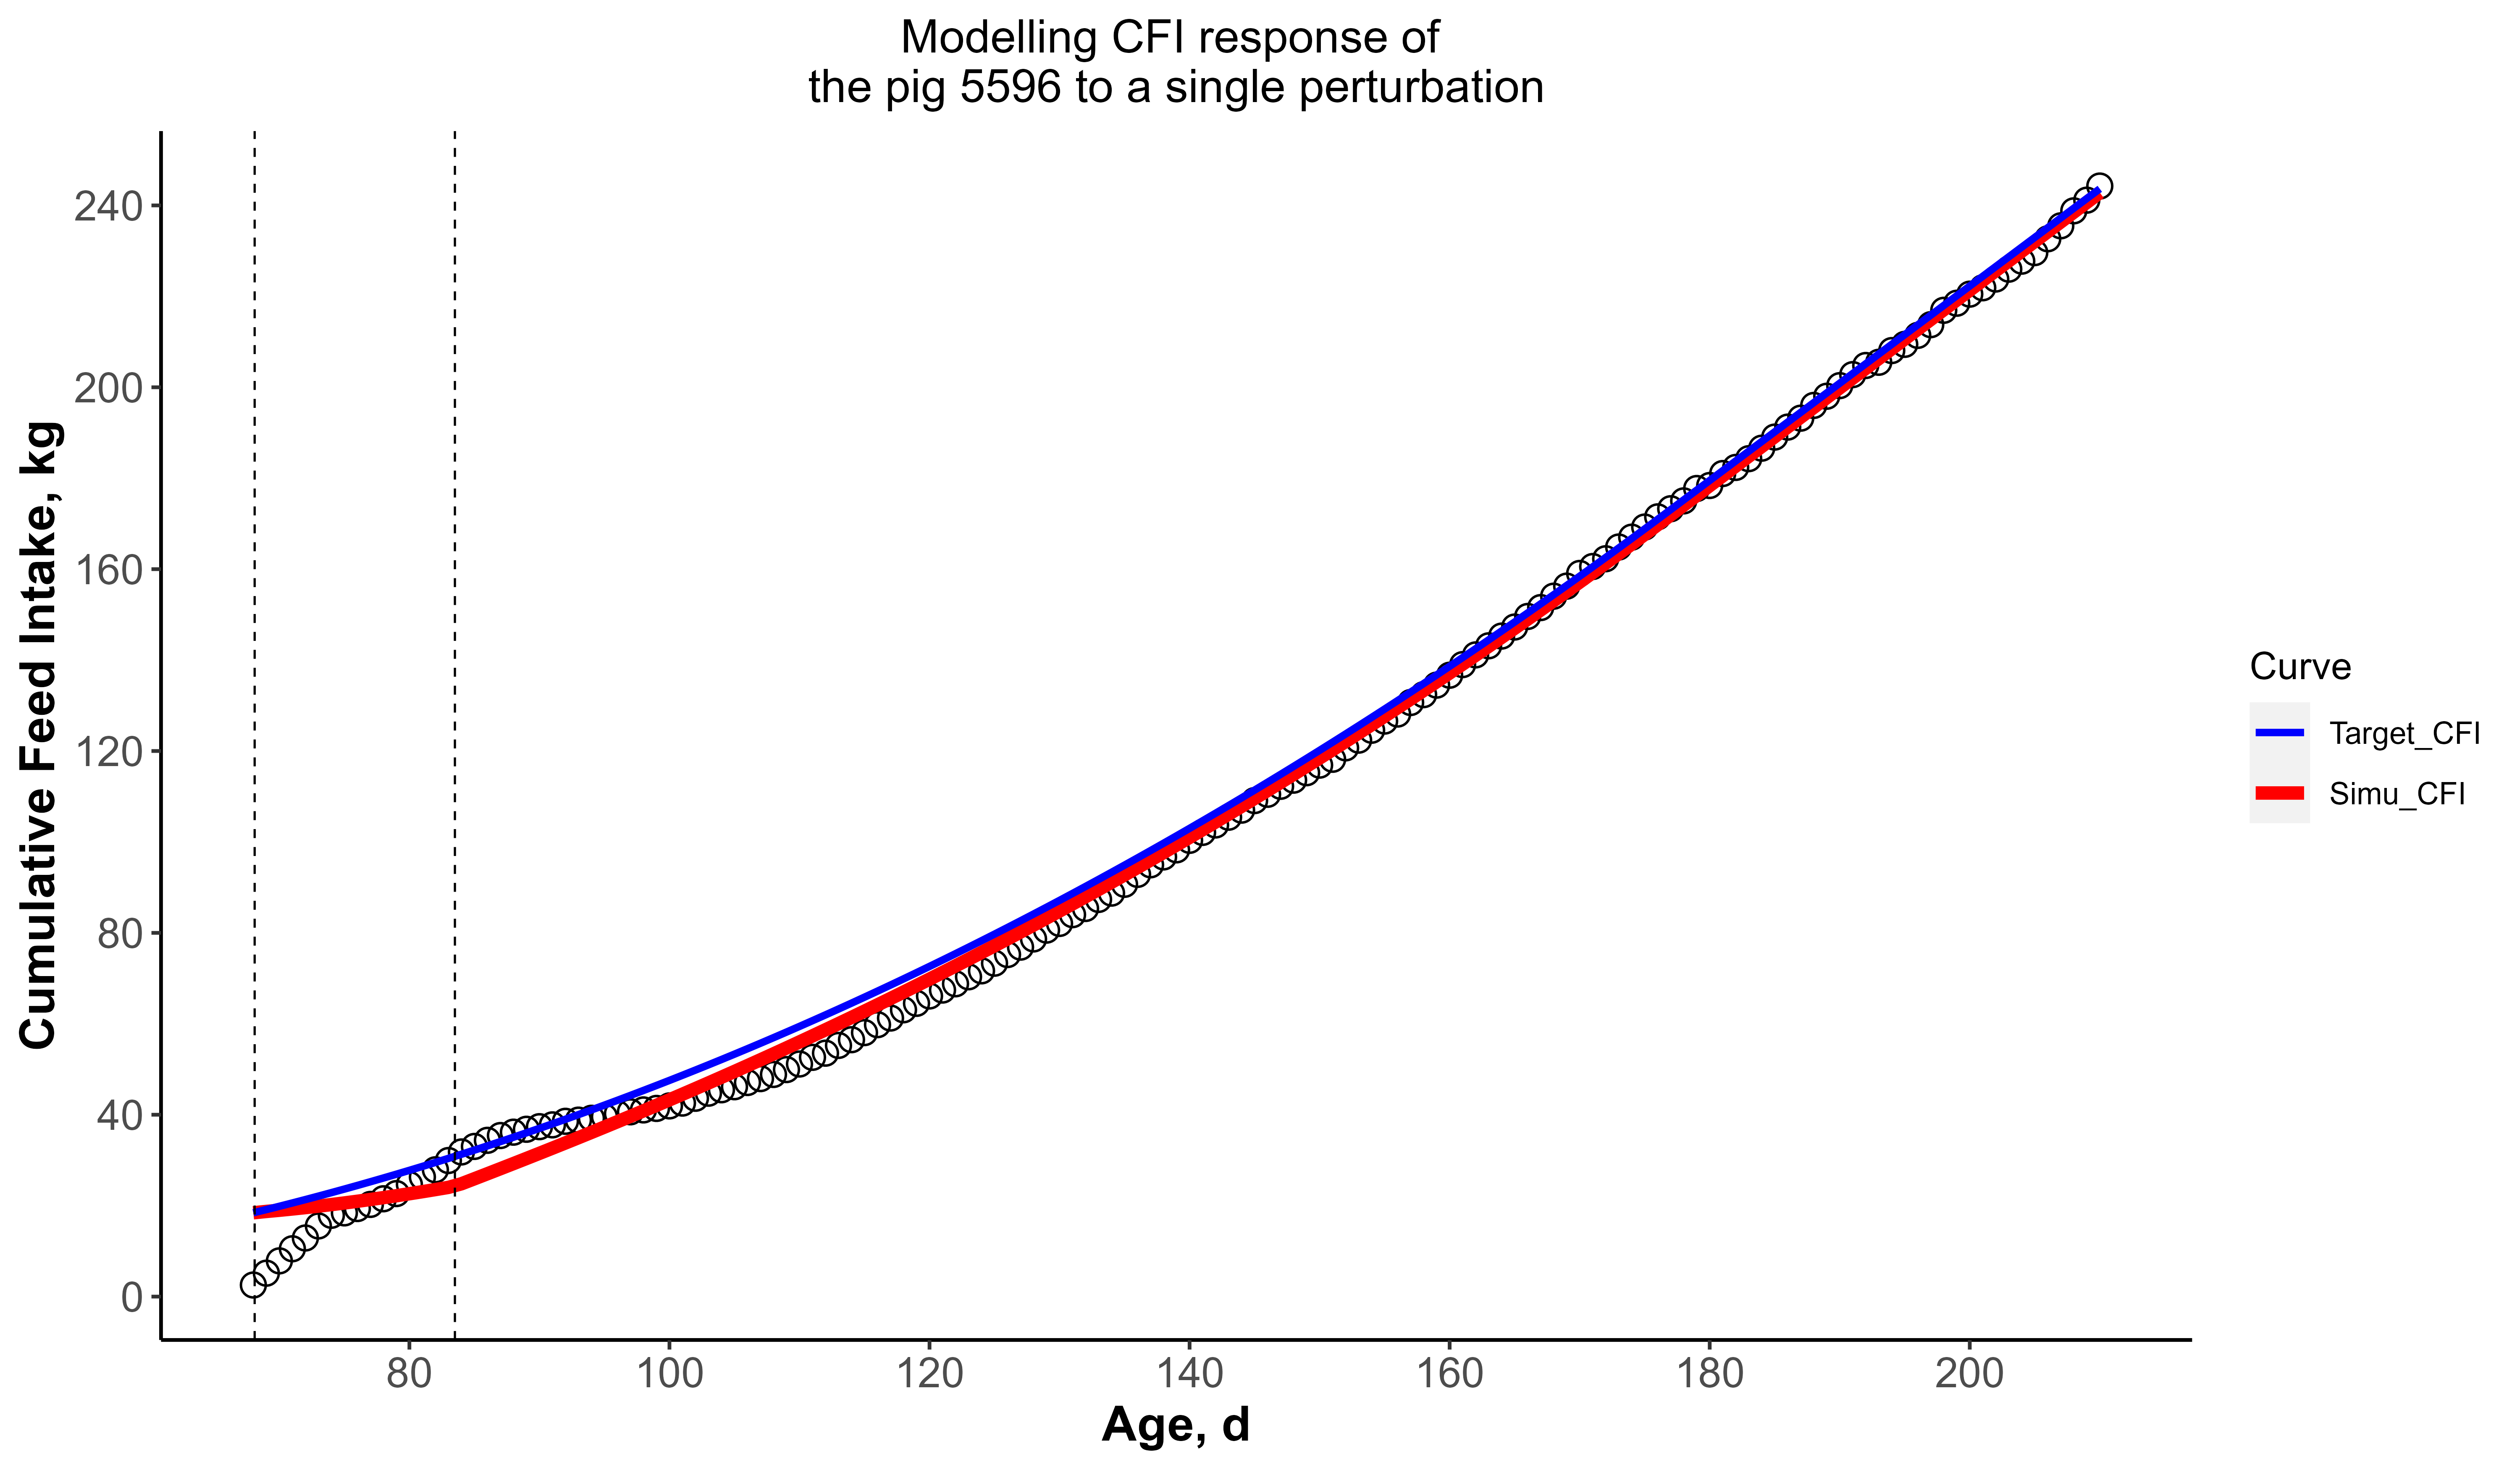 Modelling CFI response of
the pig 5596 to a single perturbation
Cumulative Feed Intake, kg
240
200
160
120
80
40
0
80 100 120 140 160 180 200
Age, d
Curve
Target_CFI
Simu_CFI